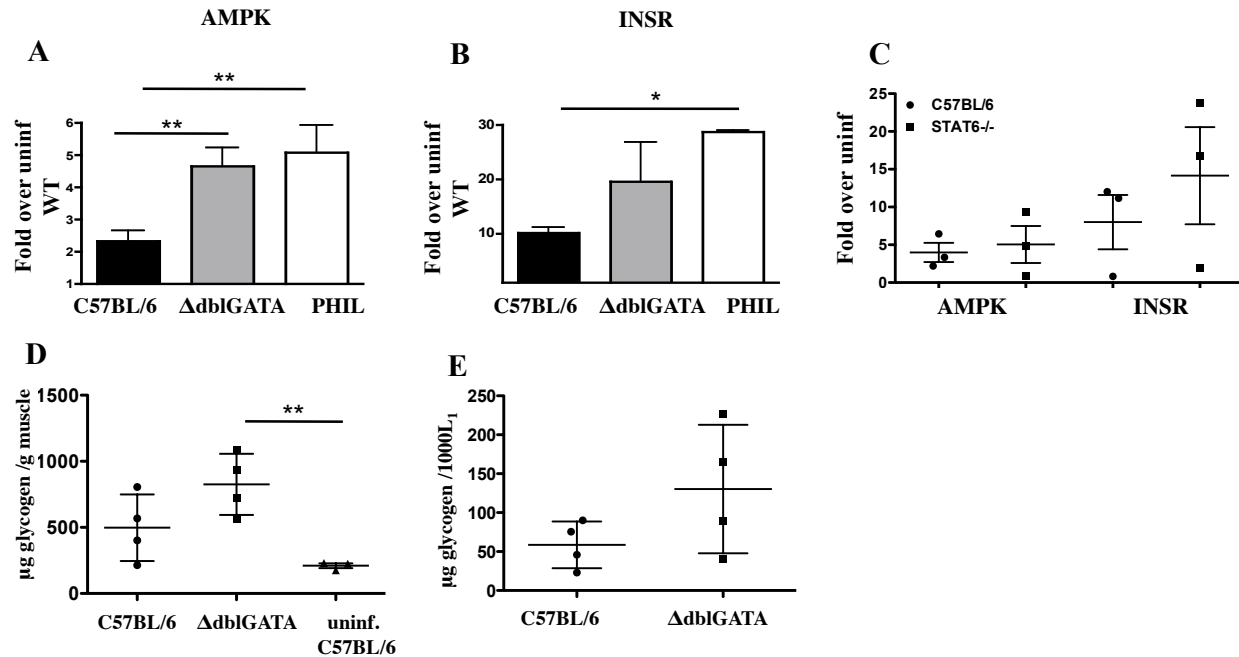 AMPK
INSR
A
B
C
**
**
*
Fold over uninf
WT
6
5
4
3
2
1
C57BL/6
ΔdblGATA
PHIL
Fold over uninf
WT
30
20
10
C57BL/6
ΔdblGATA
PHIL
Fold over uninf
25
20
15
10
5
0
C57BL/6
STAT6-/-
AMPK
INSR
D
E
µg glycogen /g muscle
1500
1000
500
0
**
C57BL/6
ΔdblGATA
uninf.
C57BL/6
µg glycogen /1000L₁
250
200
150
100
50
0
C57BL/6
ΔdblGATA